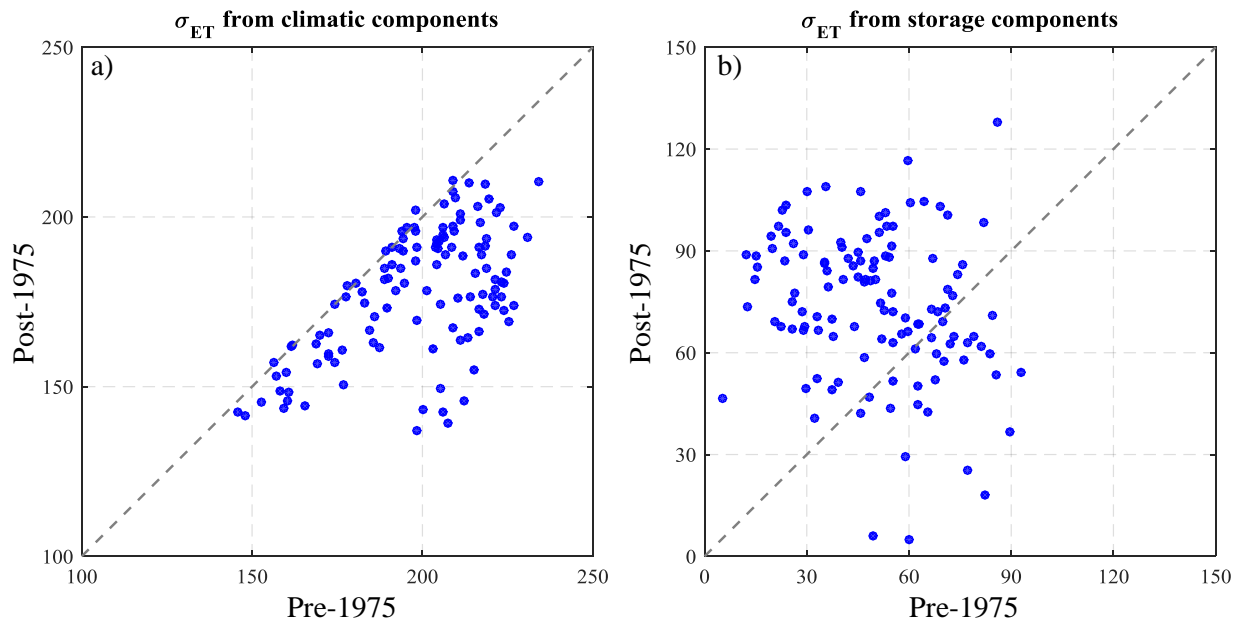 σET from climatic components
250
200
150
100
a)
Post-1975
100 150 200 250
Pre-1975
σET from storage components
150
120
90
60
30
0
b)
Post-1975
0 30 60 90 120 150
Pre-1975